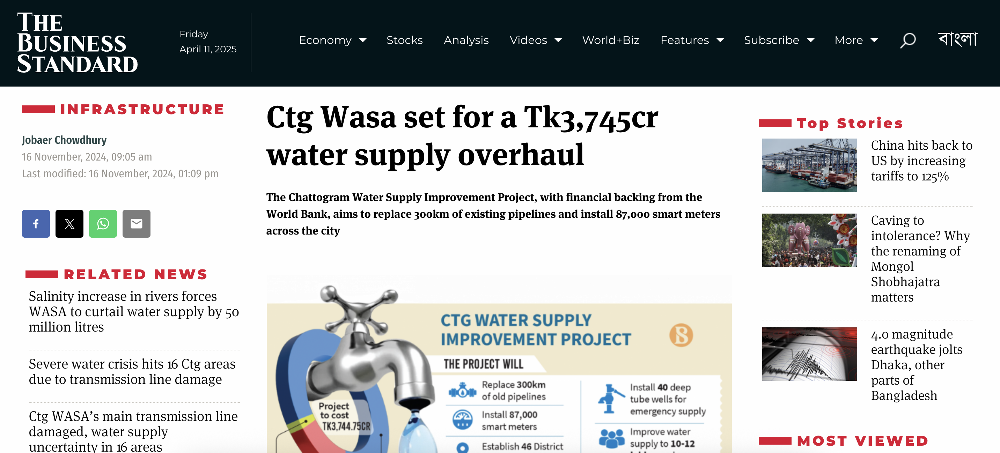 THE
BUSINESS
STANDARD
Friday
April 11, 2025
Economy
Stocks
Analysis
Videos
World+Biz
Features
Subscribe
More
বাংলা
INFRASTRUCTURE
Jobaer Chowdhury
16 November, 2024, 09:05 am
Last modified: 16 November, 2024, 01:09 pm
RELATED NEWS
Salinity increase in rivers forces
WASA to curtail water supply by 50
million litres
Severe water crisis hits 16 Ctg areas
due to transmission line damage
Ctg WASA’s main transmission line
damaged, water supply
uncertainty in 16 areas
Ctg Wasa set for a Tk3,745cr
water supply overhaul
The Chattogram Water Supply Improvement Project, with financial backing from the
World Bank, aims to replace 300km of existing pipelines and install 87,000 smart meters
across the city
CTG WATER SUPPLY
IMPROVEMENT PROJECT
THE PROJECT WILL
Project
to cost
TK3,744.75CR
Replace 300km
of old pipelines
Install 87,000
smart meters
Establish 46 District
Install 40 deep
tube wells for
emergency supply
Improve water
supply to 10-12
Top Stories
China hits back to
US by increasing
tariffs to 125%
Caving to
intolerance? Why
the renaming of
Mongol
Shobhajatra
matters
4.0 magnitude
earthquake jolts
Dhaka, other
parts of
Bangladesh
MOST VIEWED